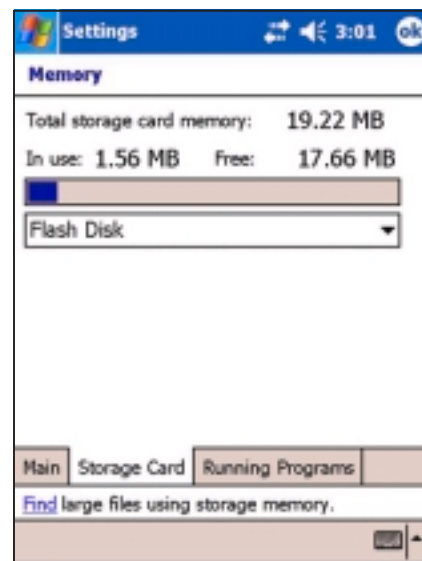 Settings 3:01 ok
Memory
Total storage card memory: 19.22 MB
In use: 1.56 MB Free: 17.66 MB
Flash Disk
Main Storage Card Running Programs
Find large files using storage memory.